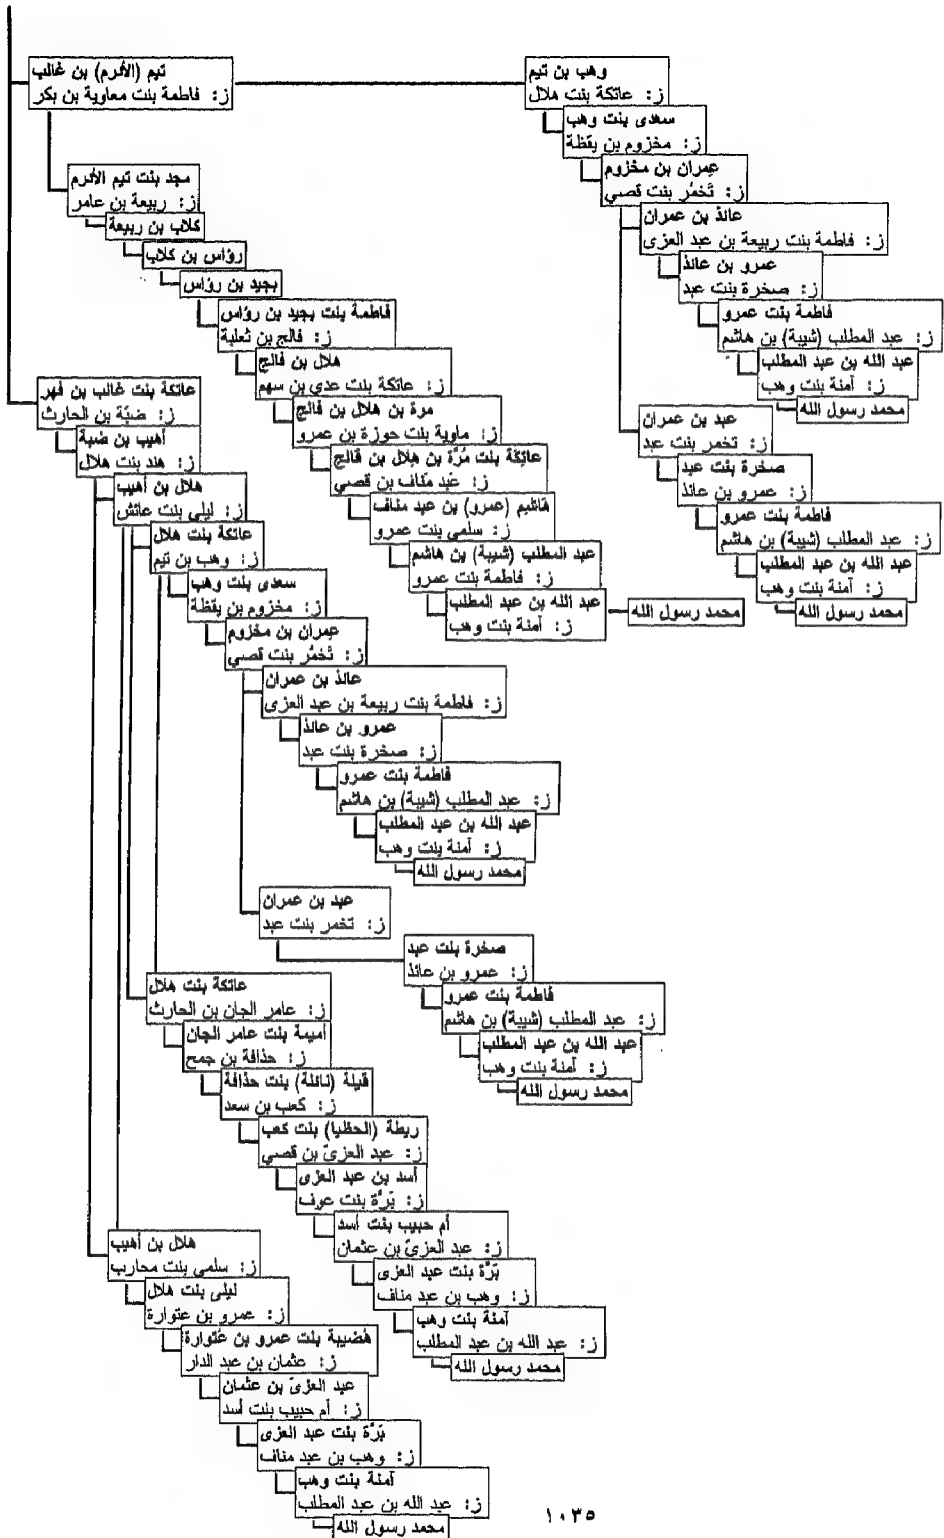 تيم (الأدرم) بن غالب
ز: فاطمة بنت معاوية بن بكر
وهب بن تيم
ز: عاتكة بنت هلال
سعدى بنت وهب
ز: مخزوم بن يقظة
عمران بن مخزوم
ز: تَخمُر بنت قصي
عائذ بن عمران
ز: فاطمة بنت ربيعة بن عبد العزى
عمرو بن عائذ
ز: صخرة بنت عبد
فاطمة بنت عمرو
ز: عبد المطلب (شيبة) بن هاشم
عبد الله بن عبد المطلب
ز: آمنة بنت وهب
محمد رسول الله
عبد بن عمران
ز: تخمر بنت عبد
صخرة بنت عبد
ز: عمرو بن عائذ
فاطمة بنت عمرو
ز: عبد المطلب (شيبة) بن هاشم
عبد الله بن عبد المطلب
ز: آمنة بنت وهب
محمد رسول الله
مجد بنت تيم الأدرم
ز: ربيعة بن عامر
كلاب بن ربيعة
رؤاس بن كلاب
بجيد بن رؤاس
فاطمة بنت بجيد بن رؤاس
ز: فالج بن ثعلبة
هلال بن فالج
ز: عاتكة بنت عدي بن سهم
مرة بن هلال بن فالج
ز: ماوية بنت حوزة بن عمرو
عاتِكَة بنت مُرَّة بن هِلال بن فالج
ز: عبد مَناف بن قصي
هَاشِيم (عمرو) بن عبد مناف
ز: سلمى بنت عمرو
عبد المطلب (شيبة) بن هاشم
ز: فاطمة بنت عمرو
عبد الله بن عبد المطلب
ز: آمنة بنت وهب
محمد رسول الله
عاتكة بنت غالب بن فهر
ز: ضبّة بن الحارث
أهيب بن ضبة
ز: هند بنت هلال
هلال بن أهيب
ز: ليلى بنت عائش
عاتكة بنت هلال
ز: وهب بن تيم
سعدى بنت وهب
ز: مخزوم بن يقظة
عمران بن مخزوم
ز: تَخمُر بنت قصي
عائذ بن عمران
ز: فاطمة بنت ربيعة بن عبد العزى
عمرو بن عائذ
ز: صخرة بنت عبد
فاطمة بنت عمرو
ز: عبد المطلب (شيبة) بن هاشم
عبد الله بن عبد المطلب
ز: آمنة بنت وهب
محمد رسول الله
عبد بن عمران
ز: تخمر بنت عبد
صخرة بنت عبد
ز: عمرو بن عائذ
فاطمة بنت عمرو
ز: عبد المطلب (شيبة) بن هاشم
عبد الله بن عبد المطلب
ز: آمنة بنت وهب
محمد رسول الله
عاتكة بنت هلال
ز: عامر الجان بن الحارث
أميمة بنت عامر الجان
ز: حذافة بن جمح
قيلة (نائلة) بنت حذافة
ز: كعب بن سعد
ريطة (الحظيا) بنت كعب
ز: عبد العزىّ بن قصي
أسد بن عبد العزى
ز: بَرَّة بنت عوف
أم حبيب بنت أسد
ز: عبد العزىّ بن عثمان
بَرَّة بنت عبد العزى
ز: وهب بن عبد مناف
آمنة بنت وهب
ز: عبد الله بن عبد المطلب
محمد رسول الله
هلال بن أهيب
ز: سلمى بنت محارب
ليلى بنت هلال
ز: عمرو بن عتوارة
هُضيبة بنت عمرو بن عُتوارة
ز: عثمان بن عبد الدار
عبد العزىّ بن عثمان
ز: أم حبيب بنت أسد
بَرَّة بنت عبد العزى
ز: وهب بن عبد مناف
آمنة بنت وهب
ز: عبد الله بن عبد المطلب
محمد رسول الله
١٠٣٥